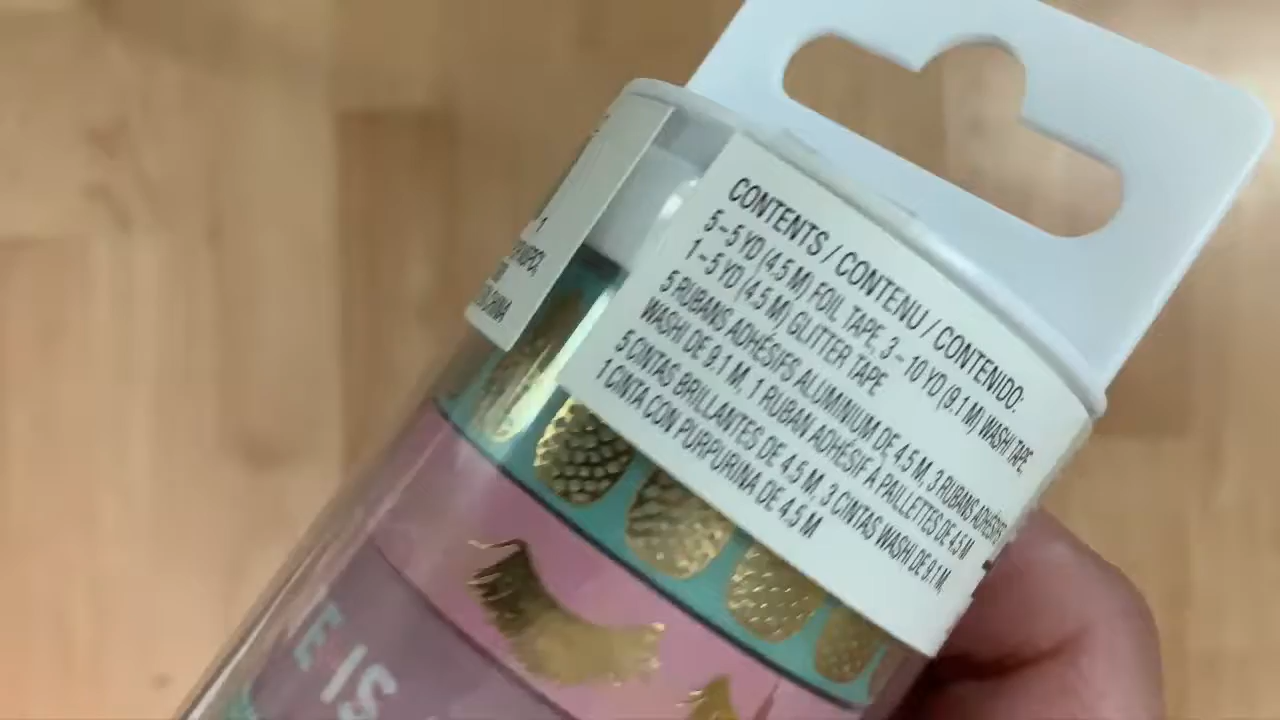 CONTENTS / CONTENU / CONTENIDO:
5-5 YD (4.5 M) FOIL TAPE, 3 - 10 YD (9.1 M) WASHI TAPE,
1-5 YD (4.5 M) GLITTER TAPE
5 RUBANS ADHÉSIFS ALUMINIUM DE 4,5 M, 3 RUBANS ADHÉSIFS
WASHI DE 9.1 M, 1 RUBAN ADHÉSIF À PAILLETTES DE 4,5 M
5 CINTAS BRILLANTES DE 4.5 M, 3 CINTAS WASHI DE 9.1 M,
1 CINTA CON PURPURINA DE 4.5 M
1
CHINA
E IS